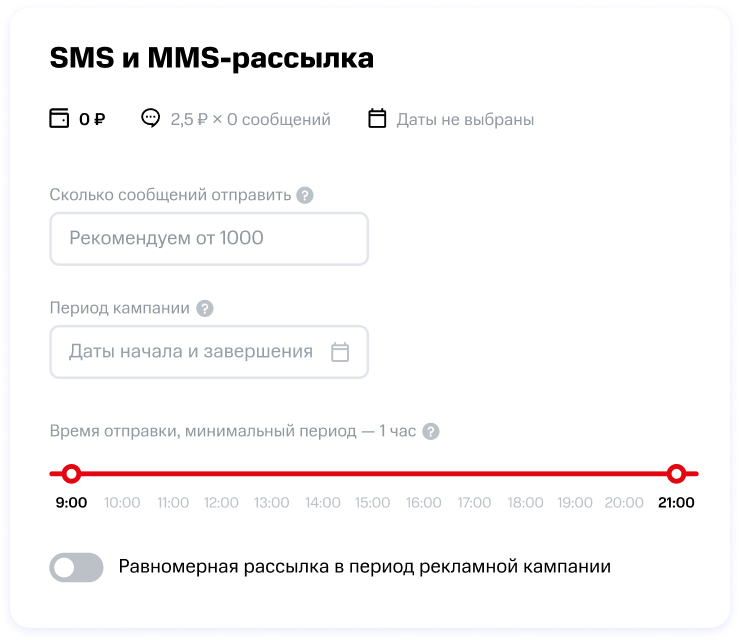 SMS и MMS-рассылка
0 ₽ 2,5 ₽ × 0 сообщений Даты не выбраны
Сколько сообщений отправить ?
Рекомендуем от 1000
Период кампании ?
Даты начала и завершения
Время отправки, минимальный период — 1 час ?
9:00 10:00 11:00 12:00 13:00 14:00 15:00 16:00 17:00 18:00 19:00 20:00 21:00
Равномерная рассылка в период рекламной кампании